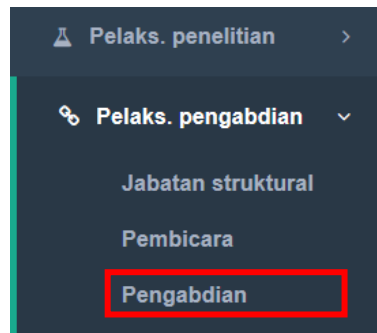 Pelaks. penelitian
Pelaks. pengabdian
Jabatan struktural
Pembicara
Pengabdian